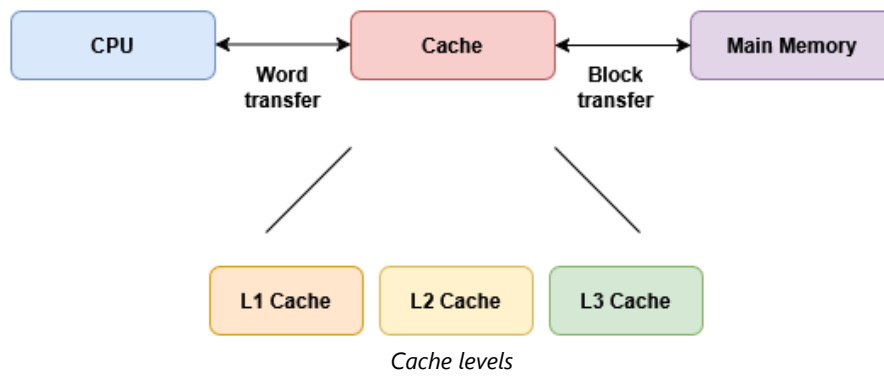 CPU
Cache
Main Memory
Word
transfer
Block
transfer
L1 Cache
L2 Cache
L3 Cache
Cache levels